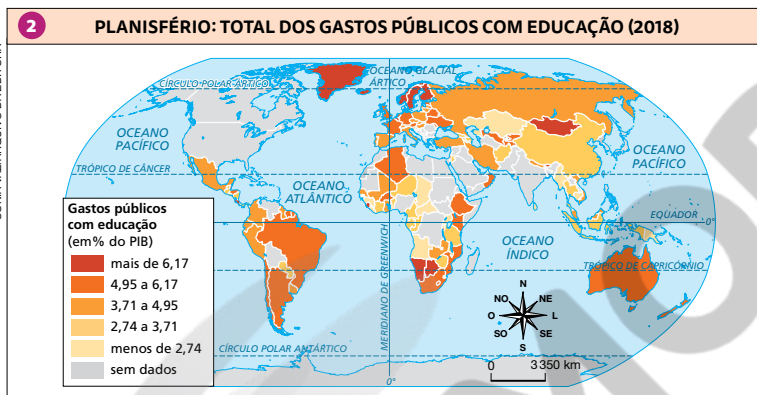 2
PLANISFÉRIO: TOTAL DOS GASTOS PÚBLICOS COM EDUCAÇÃO (2018)
OCEANO GLACIAL
ÁRTICO
CÍRCULO POLAR ÁRTICO
OCEANO
PACÍFICO
OCEANO
PACÍFICO
TRÓPICO DE CÂNCER
OCEANO
ATLÂNTICO
EQUADOR
0°
MERIDIANO DE GREENWICH
OCEANO
ÍNDICO
TRÓPICO DE CAPRICÓRNIO
CÍRCULO POLAR ANTÁRTICO
0°
Gastos públicos
com educação
(em% do PIB)
mais de 6,17
4,95 a 6,17
3,71 a 4,95
2,74 a 3,71
menos de 2,74
sem dados
N
NO NE
O L
SO SE
S
0 3 350 km